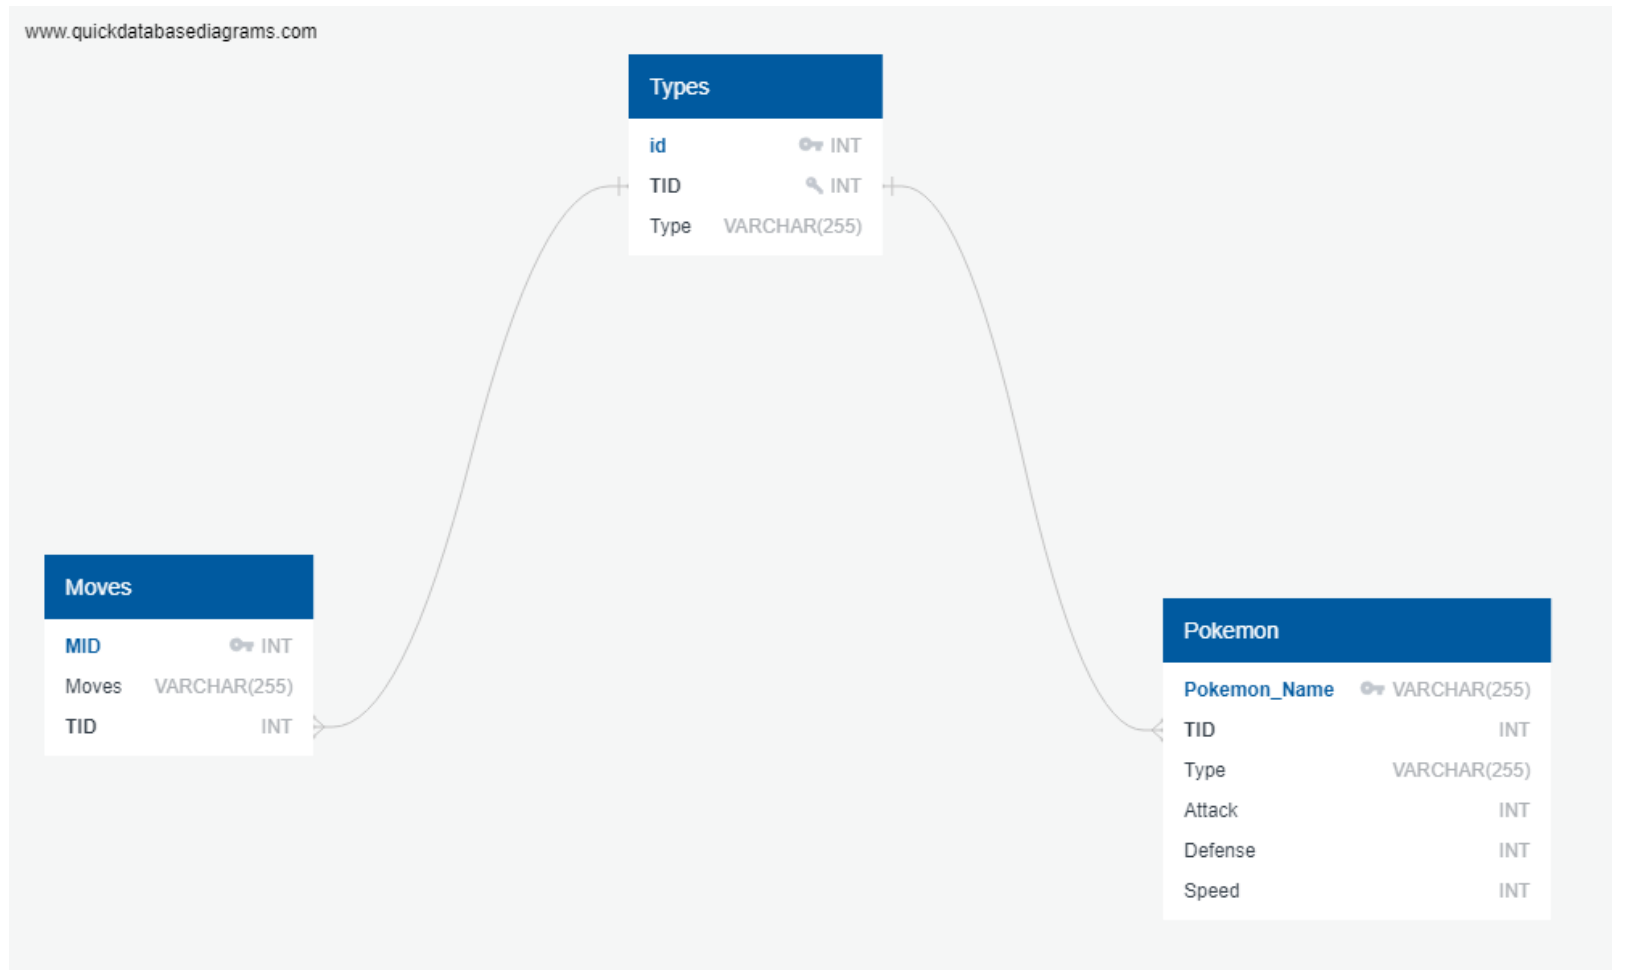 www.quickdatabasediagrams.com
Types
id INT
TID INT
Type VARCHAR(255)
Moves
MID INT
Moves VARCHAR(255)
TID INT
Pokemon
Pokemon_Name VARCHAR(255)
TID INT
Type VARCHAR(255)
Attack INT
Defense INT
Speed INT